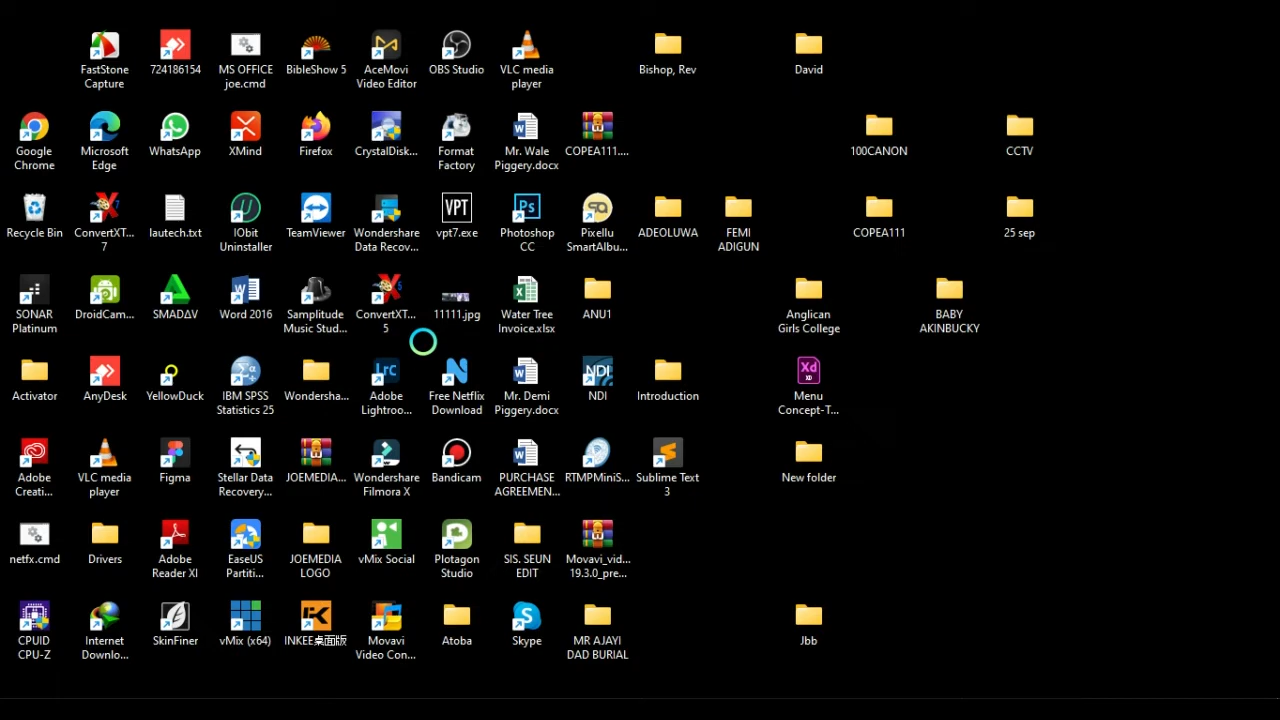 FastStone
Capture
724186154
MS OFFICE
joe.cmd
BibleShow 5
AceMovi
Video Editor
OBS Studio
VLC media
player
Bishop, Rev
David
Google
Chrome
Microsoft
Edge
WhatsApp
XMind
Firefox
CrystalDisk...
Format
Factory
Mr. Wale
Piggery.docx
COPEA111....
100CANON
CCTV
Recycle Bin
ConvertXT...
7
lautech.txt
IObit
Uninstaller
TeamViewer
Wondershare
Data Recov...
VPT
vpt7.exe
Ps
Photoshop
CC
Pixellu
SmartAlbu...
ADEOLUWA
FEMI
ADIGUN
COPEA111
25 sep
SONAR
Platinum
DroidCam...
SMADΔV
Word 2016
Samplitude
Music Stud...
ConvertXT...
5
11111.jpg
Water Tree
Invoice.xlsx
ANU1
Anglican
Girls College
BABY
AKINBUCKY
Activator
AnyDesk
YellowDuck
IBM SPSS
Statistics 25
Wondersha...
LrC
Adobe
Lightroo...
Free Netflix
Download
Mr. Demi
Piggery.docx
NDI
NDI
Introduction
Xd
XD
Menu
Concept-T...
Adobe
Creati...
VLC media
player
Figma
Stellar Data
Recovery...
JOEMEDIA...
Wondershare
Filmora X
Bandicam
PURCHASE
AGREEMEN...
RTMPMiniS...
Sublime Text
3
New folder
netfx.cmd
Drivers
Adobe
Reader XI
EaseUS
Partiti...
JOEMEDIA
LOGO
vMix Social
Plotagon
Studio
SIS. SEUN
EDIT
Movavi_vid...
19.3.0_pre...
CPUID
CPU-Z
Internet
Downlo...
SkinFiner
vMix (x64)
INKEE桌面版
Movavi
Video Con...
Atoba
Skype
MR AJAYI
DAD BURIAL
Jbb